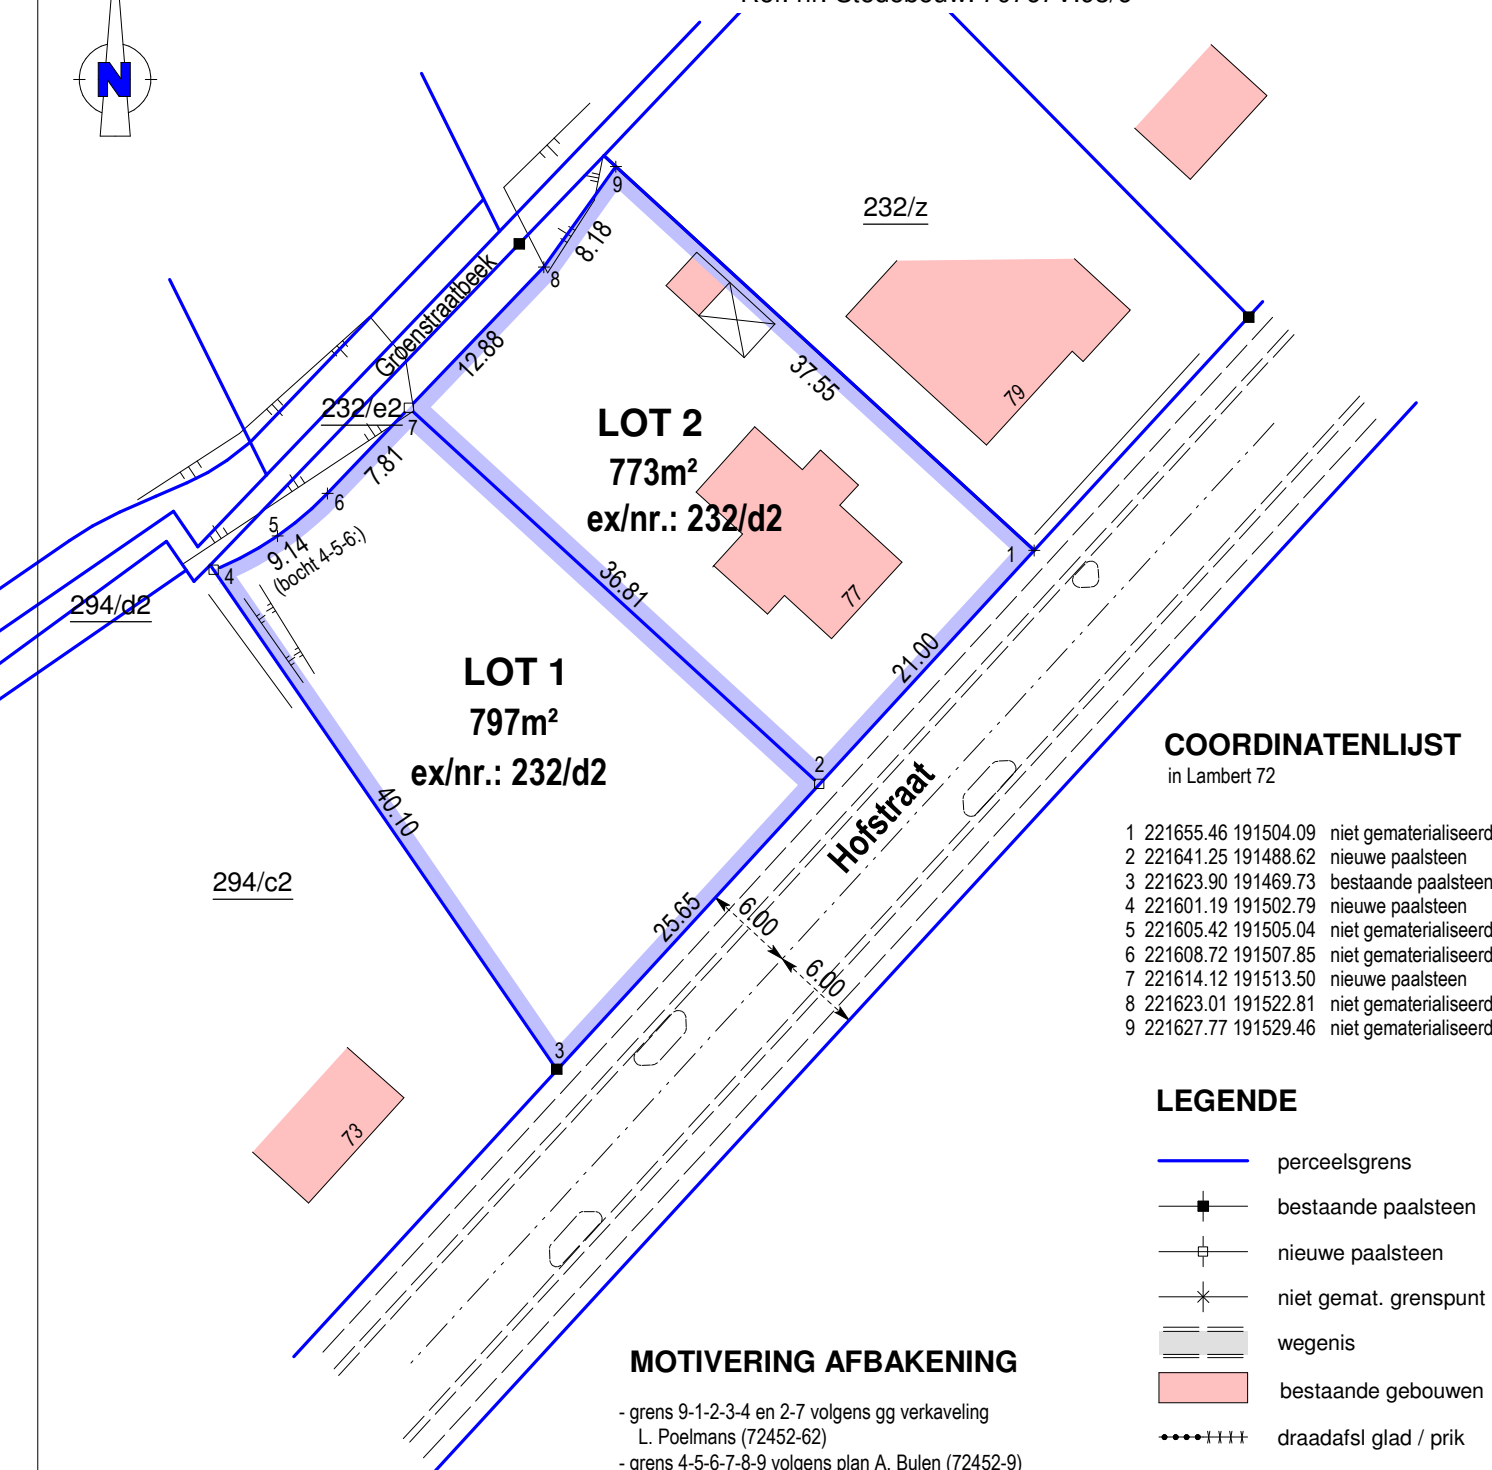 N
9
232/z
8.18
8
Groenstraatbeek
12.88
37.55
79
232/e2
7
LOT 2
773m²
ex/nr.: 232/d2
7.81
6
5
9.14
(bocht 4-5-6:)
4
1
294/d2
36.81
77
21.00
LOT 1
797m²
ex/nr.: 232/d2
2
40.10
Hofstraat
294/c2
25.65
6.00
6.00
3
73
COORDINATENLIJST
in Lambert 72
1 221655.46 191504.09 niet gematerialiseerd
2 221641.25 191488.62 nieuwe paalsteen
3 221623.90 191469.73 bestaande paalsteen
4 221601.19 191502.79 nieuwe paalsteen
5 221605.42 191505.04 niet gematerialiseerd
6 221608.72 191507.85 niet gematerialiseerd
7 221614.12 191513.50 nieuwe paalsteen
8 221623.01 191522.81 niet gematerialiseerd
9 221627.77 191529.46 niet gematerialiseerd
LEGENDE
perceelsgrens
bestaande paalsteen
nieuwe paalsteen
niet gemat. grenspunt
wegenis
bestaande gebouwen
draadafsl glad / prik
MOTIVERING AFBAKENING
- grens 9-1-2-3-4 en 2-7 volgens gg verkaveling
L. Poelmans (72452-62)
- grens 4-5-6-7-8-9 volgens plan A. Bulen (72452-9)